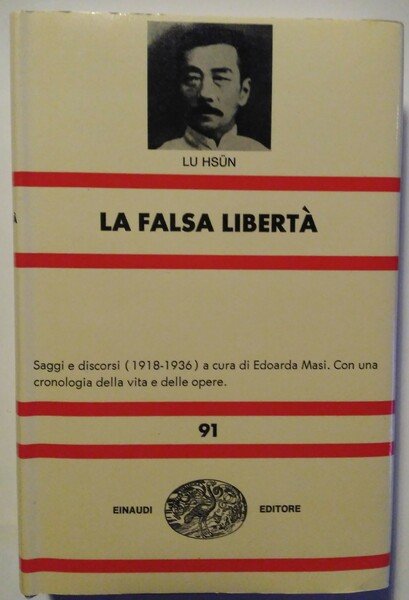 LU HSÜN
LA FALSA LIBERTÀ
Saggi e discorsi (1918-1936) a cura di Edoarda Masi. Con una
cronologia della vita e delle opere.
91
EINAUDI EDITORE